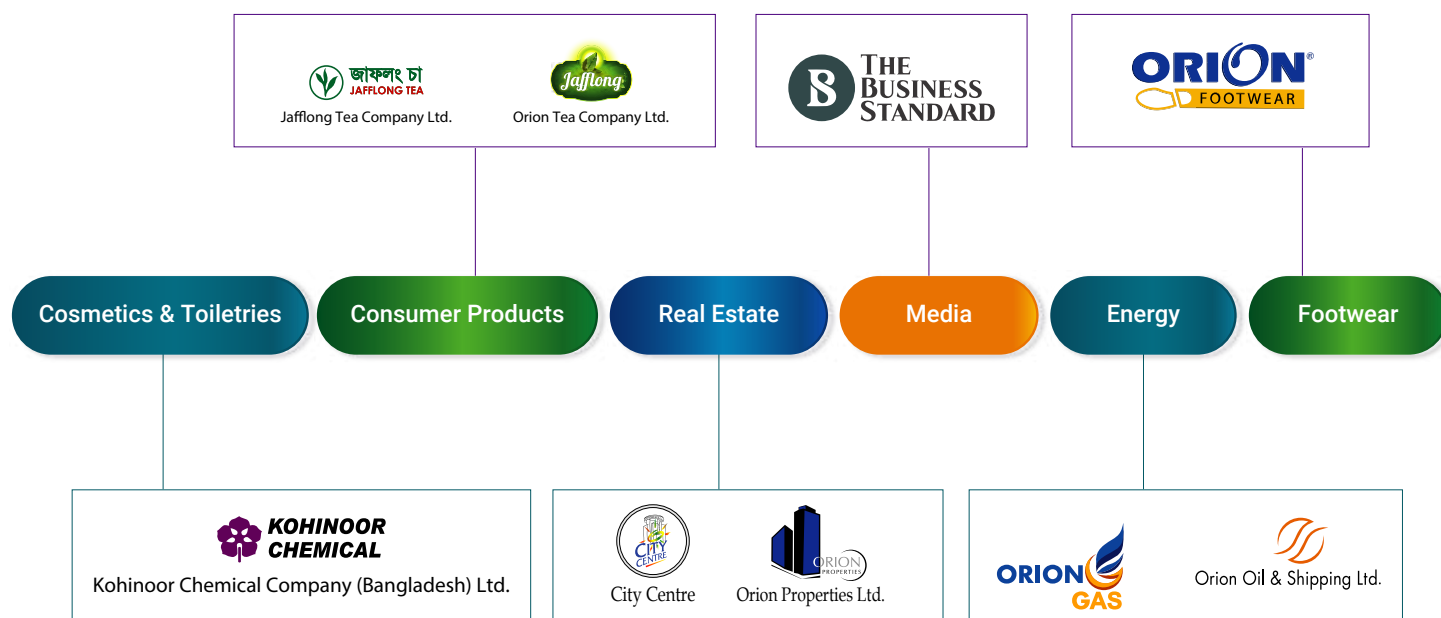 জাফলং চা
JAFFLONG TEA
Jafflong Tea Company Ltd.
Jafflong
Orion Tea Company Ltd.
B
THE
BUSINESS
STANDARD
ORION®
FOOTWEAR
Cosmetics & Toiletries
Consumer Products
Real Estate
Media
Energy
Footwear
KOHINOOR
CHEMICAL
Kohinoor Chemical Company (Bangladesh) Ltd.
CITY
CENTRE
City Centre
ORION
PROPERTIES
Orion Properties Ltd.
ORION
GAS
Orion Oil & Shipping Ltd.